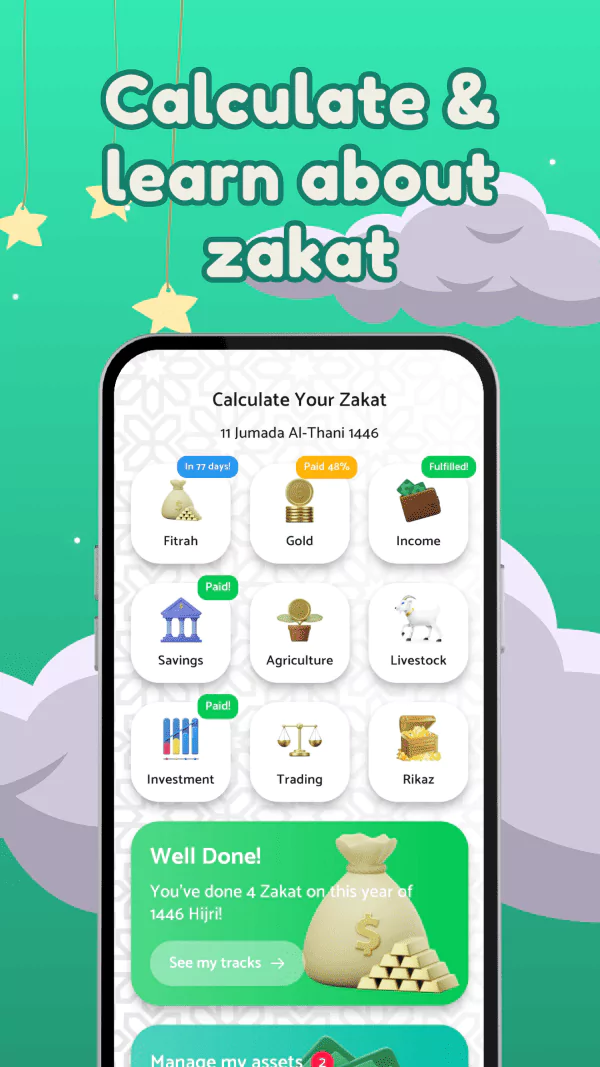 Calculate &
learn about
zakat
Calculate Your Zakat
11 Jumada Al-Thani 1446
In 77 days!
Paid 48%
Fulfilled!
Fitrah
Gold
Income
Paid!
Savings
Agriculture
Livestock
Paid!
Investment
Trading
Rikaz
Well Done!
You've done 4 Zakat on this year of
1446 Hijri!
See my tracks →
Manage my assets 2